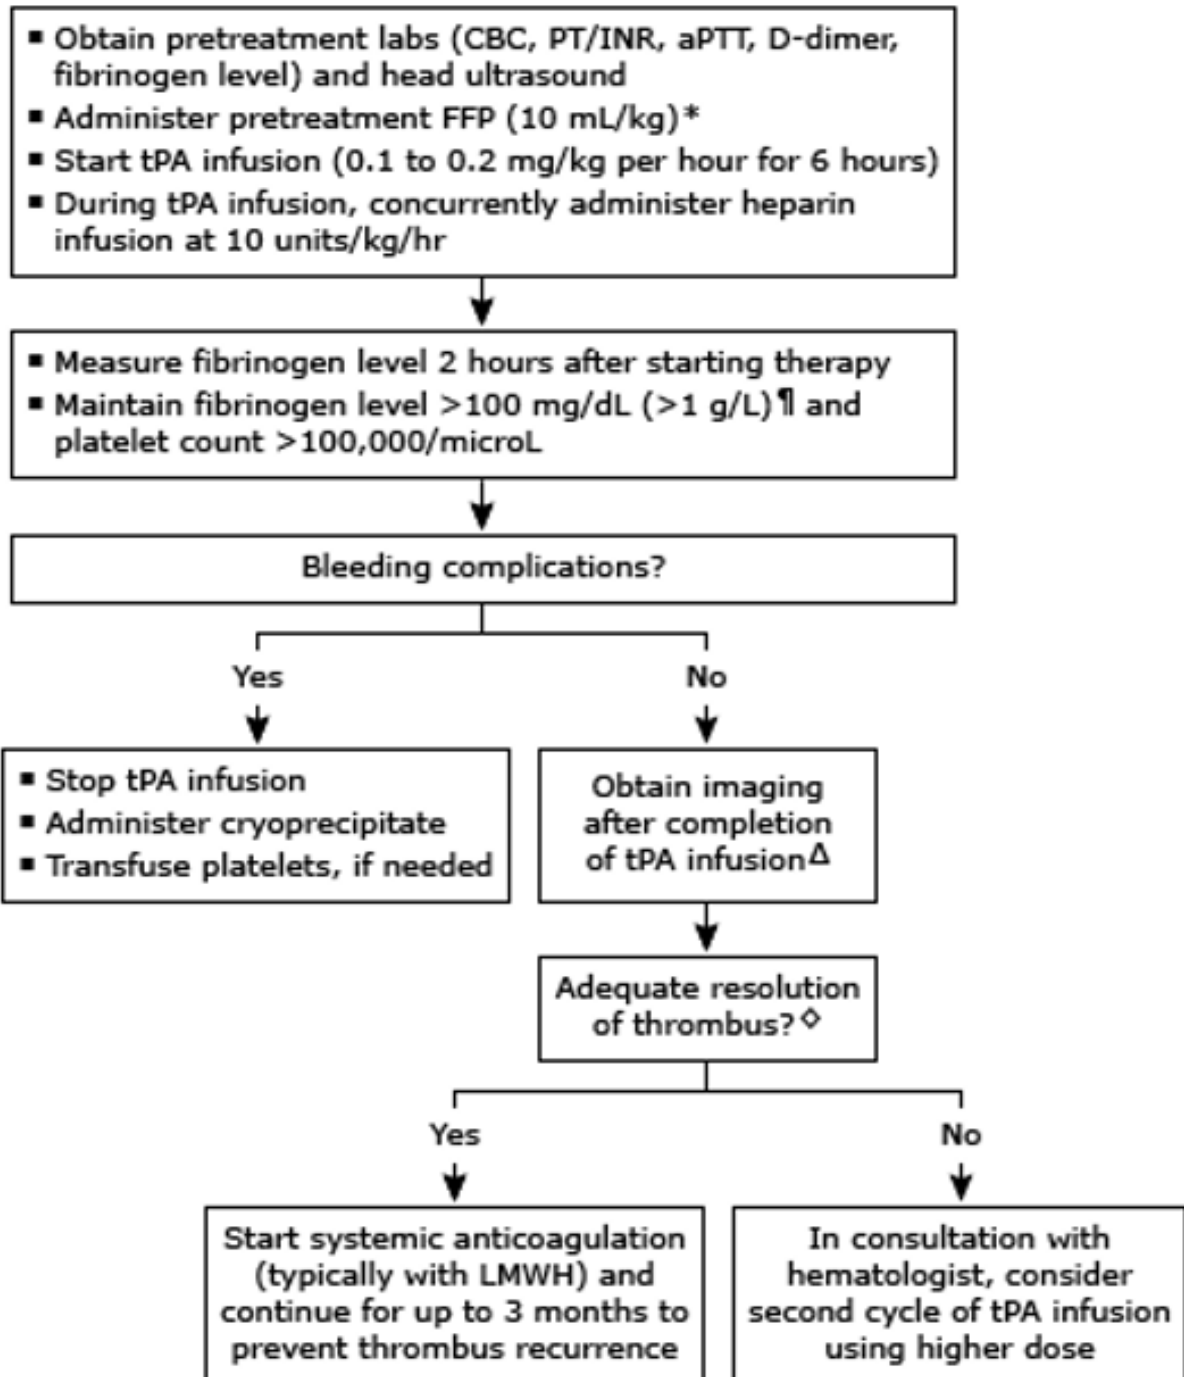 ▪ Obtain pretreatment labs (CBC, PT/INR, aPTT, D-dimer,
fibrinogen level) and head ultrasound
▪ Administer pretreatment FFP (10 mL/kg)*
▪ Start tPA infusion (0.1 to 0.2 mg/kg per hour for 6 hours)
▪ During tPA infusion, concurrently administer heparin
infusion at 10 units/kg/hr
▪ Measure fibrinogen level 2 hours after starting therapy
▪ Maintain fibrinogen level >100 mg/dL (>1 g/L)¶ and
platelet count >100,000/microL
Bleeding complications?
Yes
No
▪ Stop tPA infusion
▪ Administer cryoprecipitate
▪ Transfuse platelets, if needed
Obtain imaging
after completion
of tPA infusionΔ
Adequate resolution
of thrombus?◇
Yes
No
Start systemic anticoagulation
(typically with LMWH) and
continue for up to 3 months to
prevent thrombus recurrence
In consultation with
hematologist, consider
second cycle of tPA infusion
using higher dose